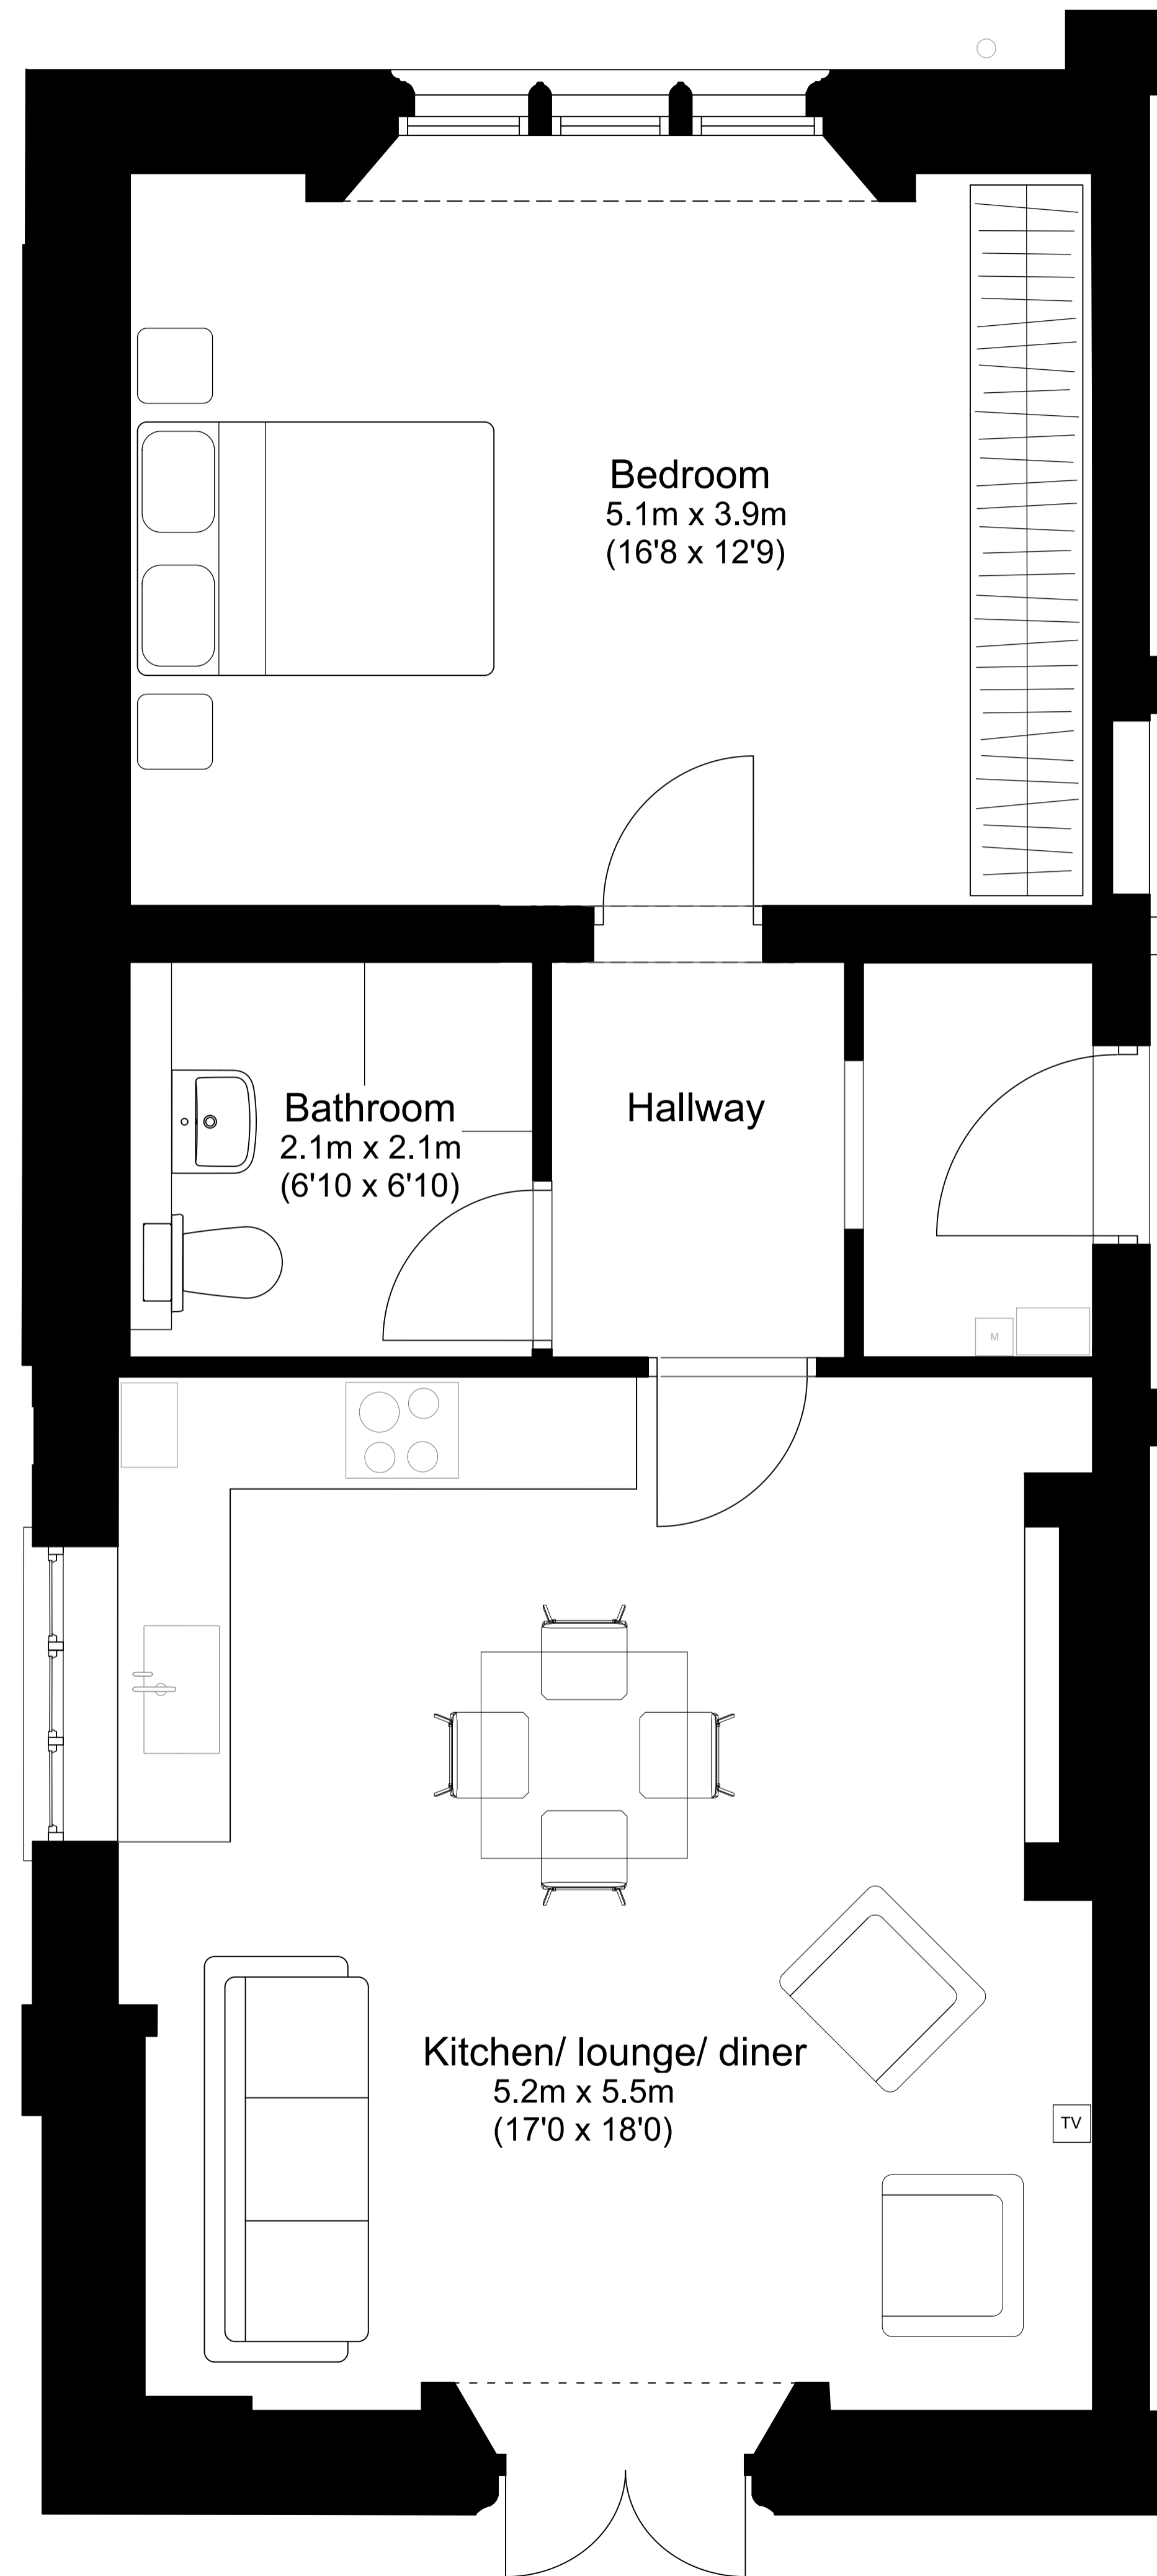 Bedroom
5.1m x 3.9m
(16'8 x 12'9)
Bathroom
2.1m x 2.1m
(6'10 x 6'10)
Hallway
M
Kitchen/ lounge/ diner
5.2m x 5.5m
(17'0 x 18'0)
TV